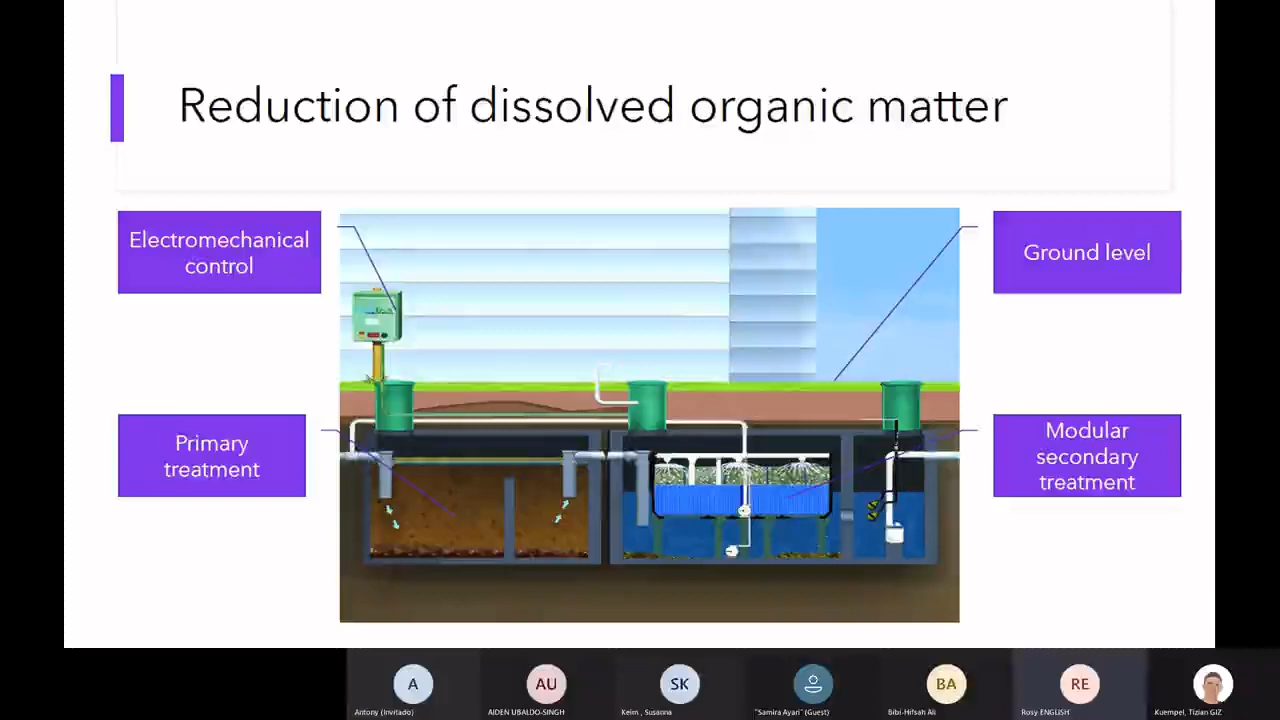 Reduction of dissolved organic matter
Electromechanical
control
Ground level
Primary
treatment
Modular
secondary
treatment
A
AU
SK
BA
RE
Antony (Invitado)
AIDEN UBALDO-SINGH
Keim , Susanna
"Samira Ayari" (Guest)
Bibi-Hifsah Ali
Rosy ENGLISH
Kuempel, Tizian GIZ